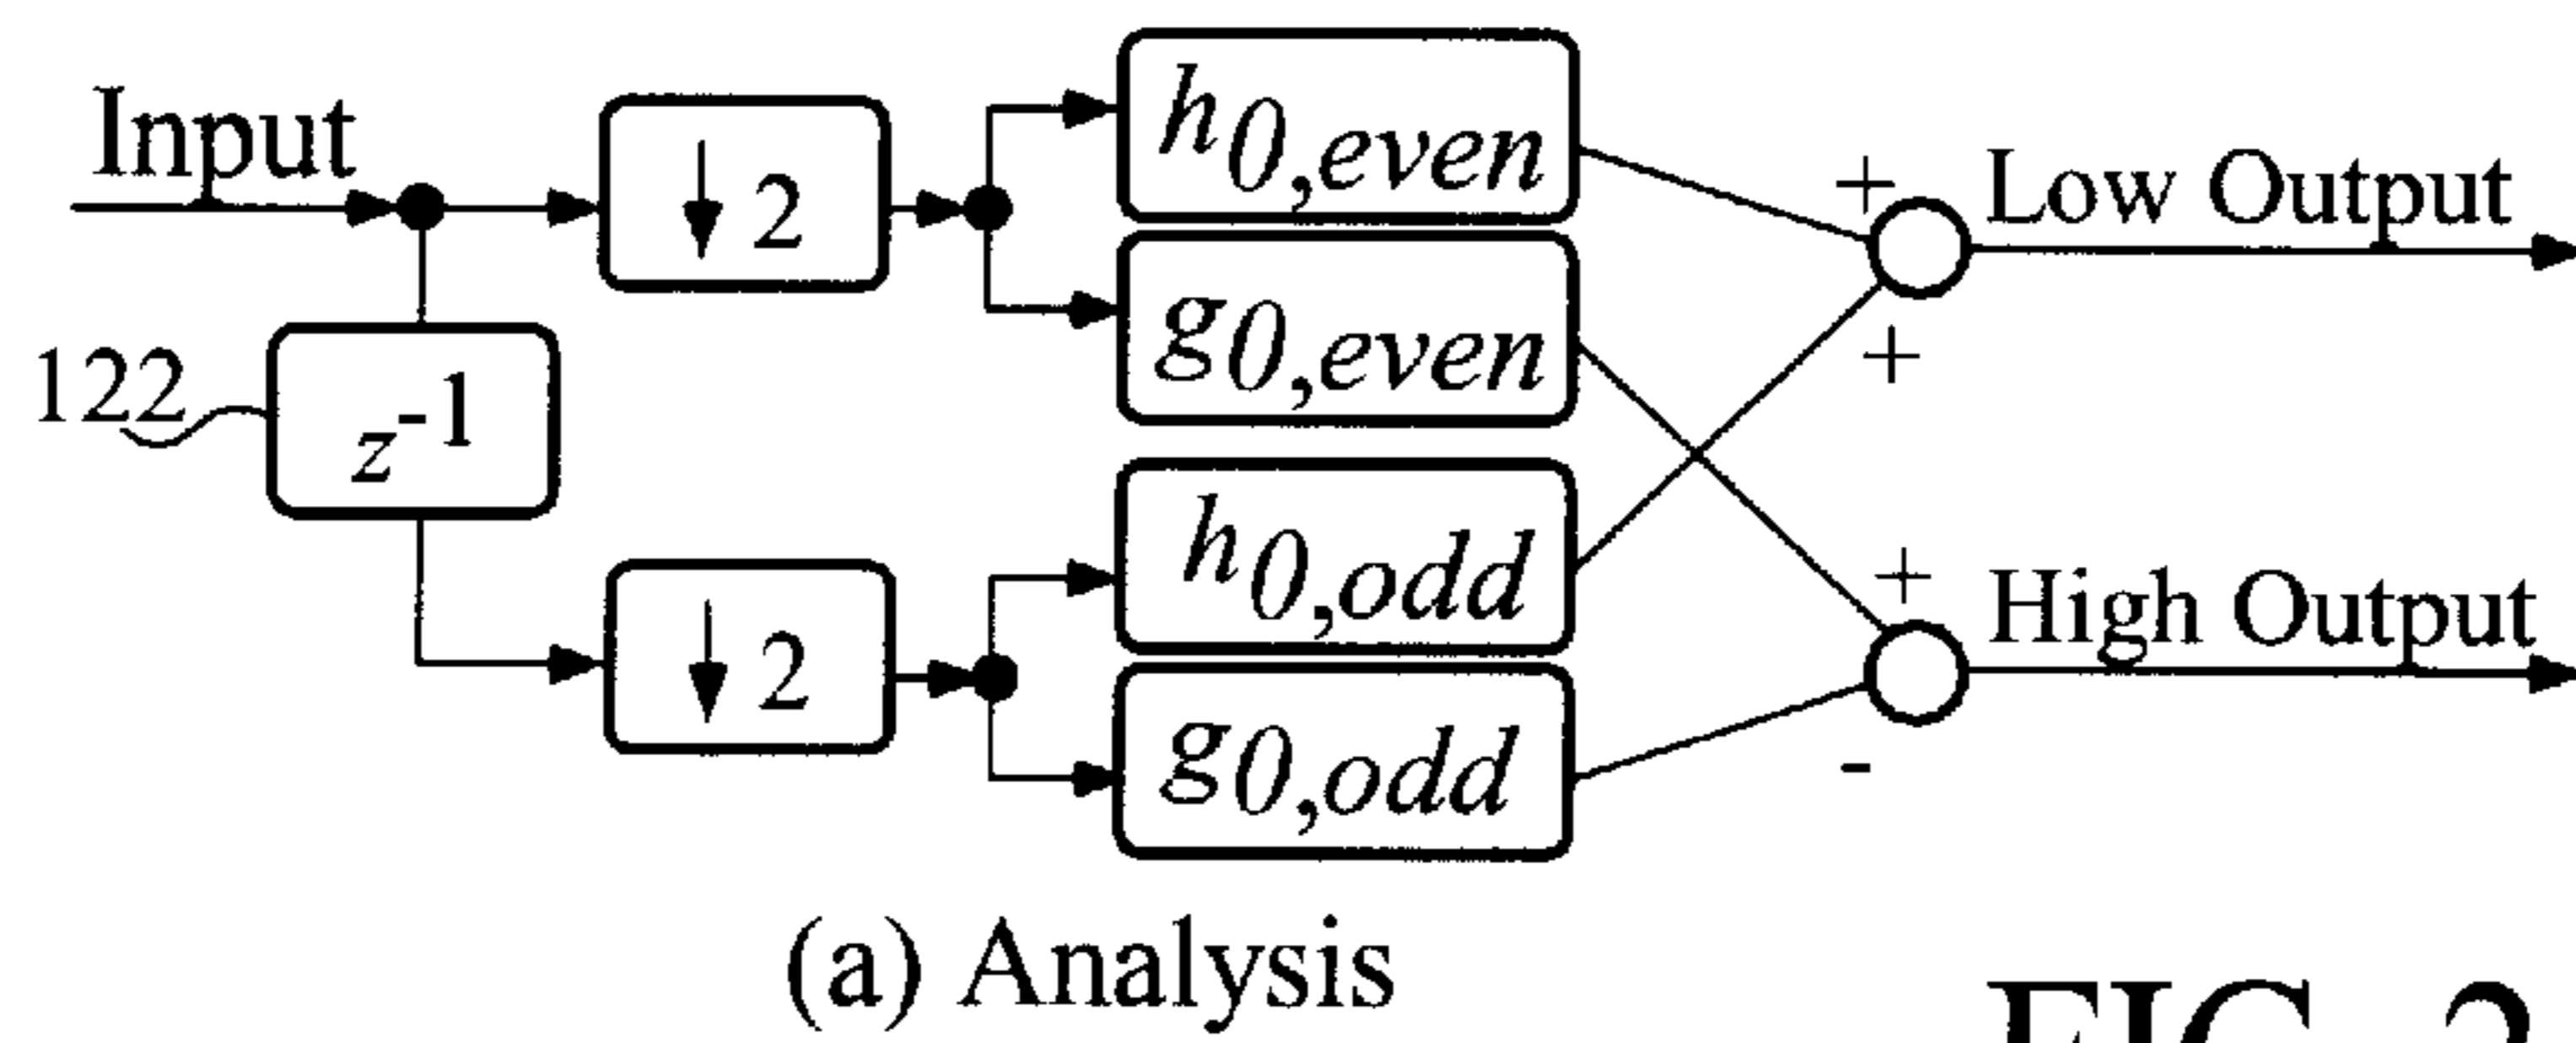 Input
↓ 2
h0,even
g0,even
+
+
Low Output
122
z-1
↓ 2
h0,odd
g0,odd
+
-
High Output
(a) Analysis